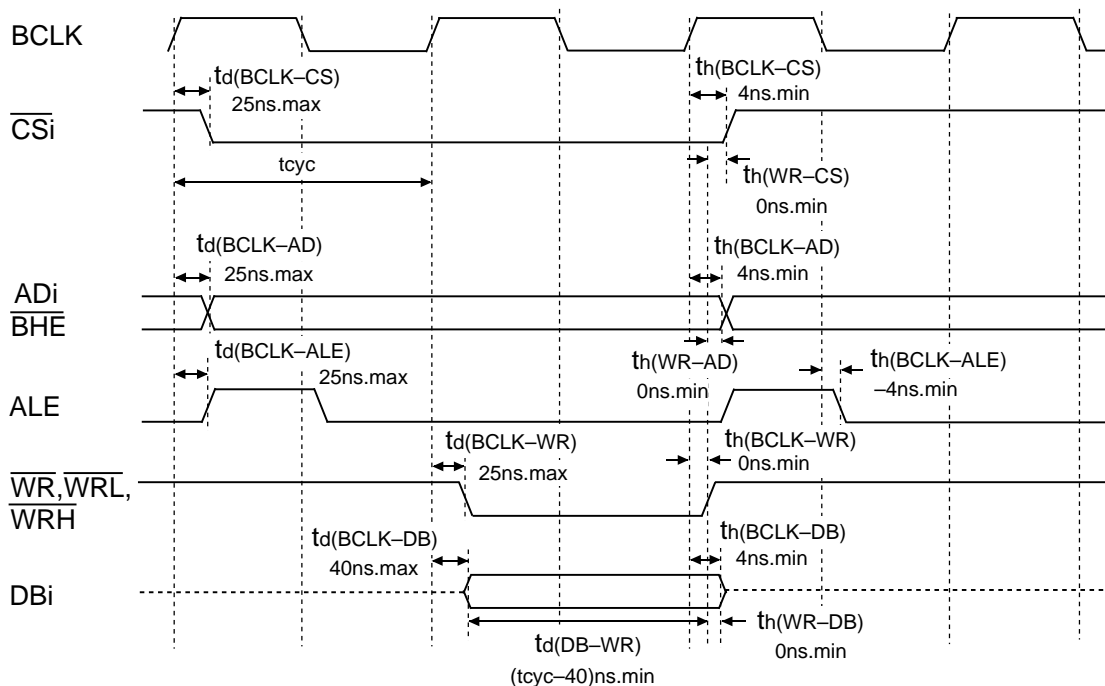 BCLK
td(BCLK–CS)
25ns.max
th(BCLK–CS)
4ns.min
CSi
tcyc
th(WR–CS)
0ns.min
td(BCLK–AD)
25ns.max
th(BCLK–AD)
4ns.min
ADi
BHE
td(BCLK–ALE)
25ns.max
th(WR–AD)
0ns.min
th(BCLK–ALE)
–4ns.min
ALE
td(BCLK–WR)
25ns.max
th(BCLK–WR)
0ns.min
WR,WRL,
WRH
td(BCLK–DB)
40ns.max
th(BCLK–DB)
4ns.min
DBi
td(DB–WR)
(tcyc–40)ns.min
th(WR–DB)
0ns.min